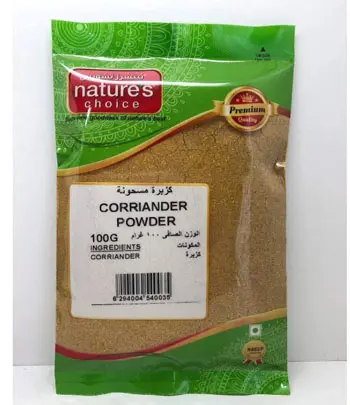 nature's
choice
Premium
Quality
كزبرة مسحونة
CORRIANDER
POWDER
100G الوزن الصافي ١٠٠ غرام
INGREDIENTS المكونات
CORRIANDER كزبرة
6 294004 540035